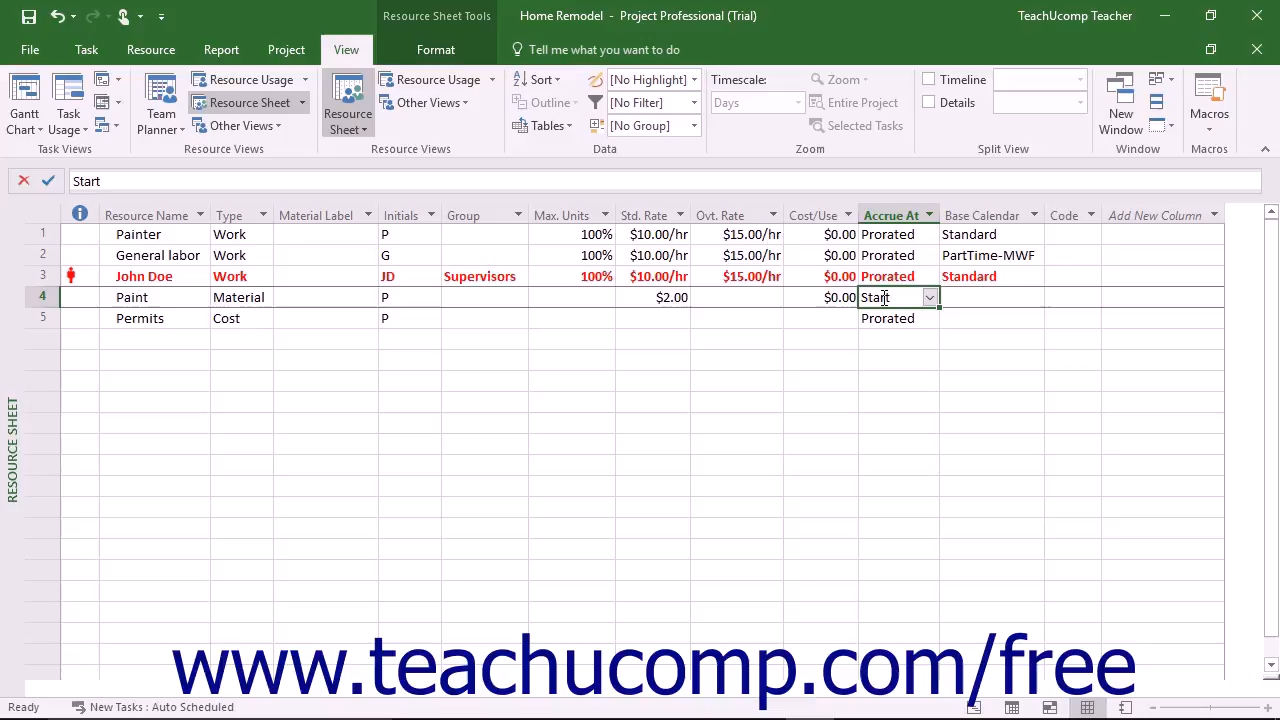 Resource Sheet Tools
Home Remodel - Project Professional (Trial)
TeachUcomp Teacher
File Task Resource Report Project View Format Tell me what you want to do
Gantt Chart
Task Usage
Task Views
Team Planner
Resource Usage
Resource Sheet
Other Views
Resource Views
Resource Sheet
Resource Usage
Other Views
Resource Views
Sort
Outline
Tables
[No Highlight]
[No Filter]
[No Group]
Data
Timescale:
Days
Zoom
Entire Project
Selected Tasks
Zoom
Timeline
Details
Split View
New Window
Window
Macros
Macros
Start
Resource Name Type Material Label Initials Group Max. Units Std. Rate Ovt. Rate Cost/Use Accrue At Base Calendar Code Add New Column
1 Painter Work P 100% $10.00/hr $15.00/hr $0.00 Prorated Standard
2 General labor Work G 100% $10.00/hr $15.00/hr $0.00 Prorated PartTime-MWF
3 John Doe Work JD Supervisors 100% $10.00/hr $15.00/hr $0.00 Prorated Standard
4 Paint Material P $2.00 $0.00 Start
5 Permits Cost P Prorated
RESOURCE SHEET
www.teachucomp.com/free
Ready New Tasks : Auto Scheduled